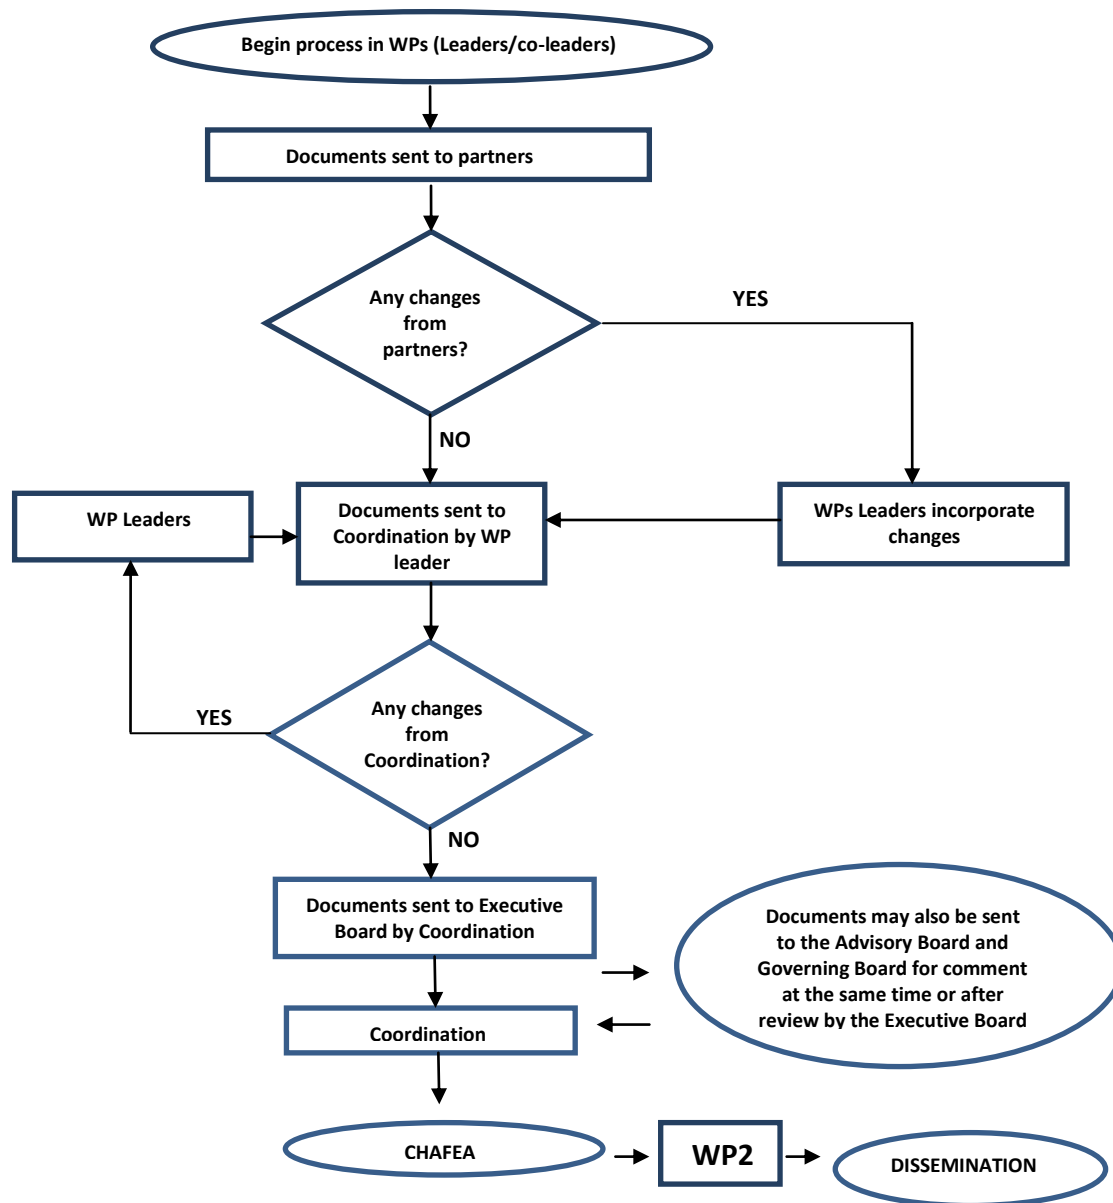 Begin process in WPs (Leaders/co-leaders)
Documents sent to partners
Any changes
from
partners?
YES
NO
WP Leaders
Documents sent to
Coordination by WP
leader
WPs Leaders incorporate
changes
Any changes
from
Coordination?
YES
NO
Documents sent to Executive
Board by Coordination
Documents may also be sent
to the Advisory Board and
Governing Board for comment
at the same time or after
review by the Executive Board
Coordination
CHAFEA
WP2
DISSEMINATION